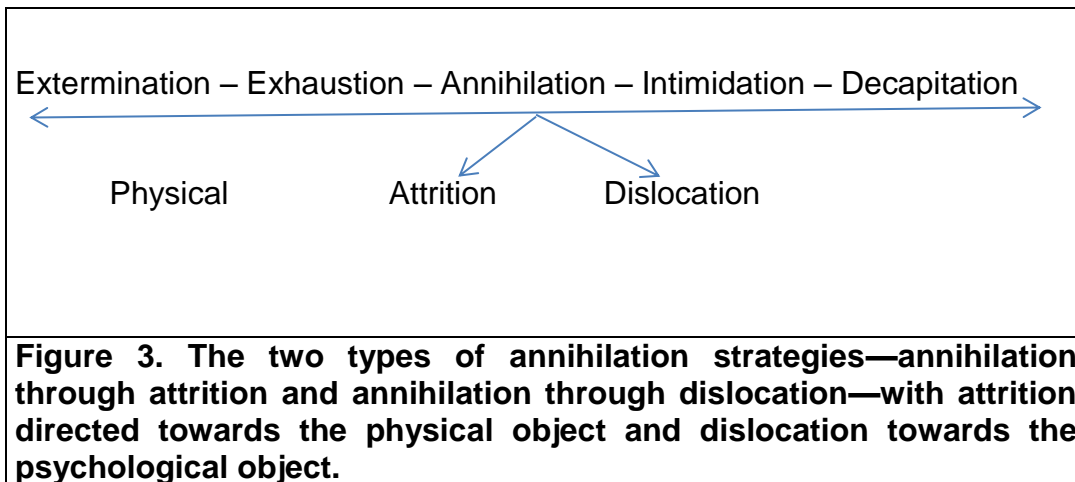 Extermination – Exhaustion – Annihilation – Intimidation – Decapitation
Physical Attrition Dislocation
Figure 3. The two types of annihilation strategies—annihilation
through attrition and annihilation through dislocation—with attrition
directed towards the physical object and dislocation towards the
psychological object.